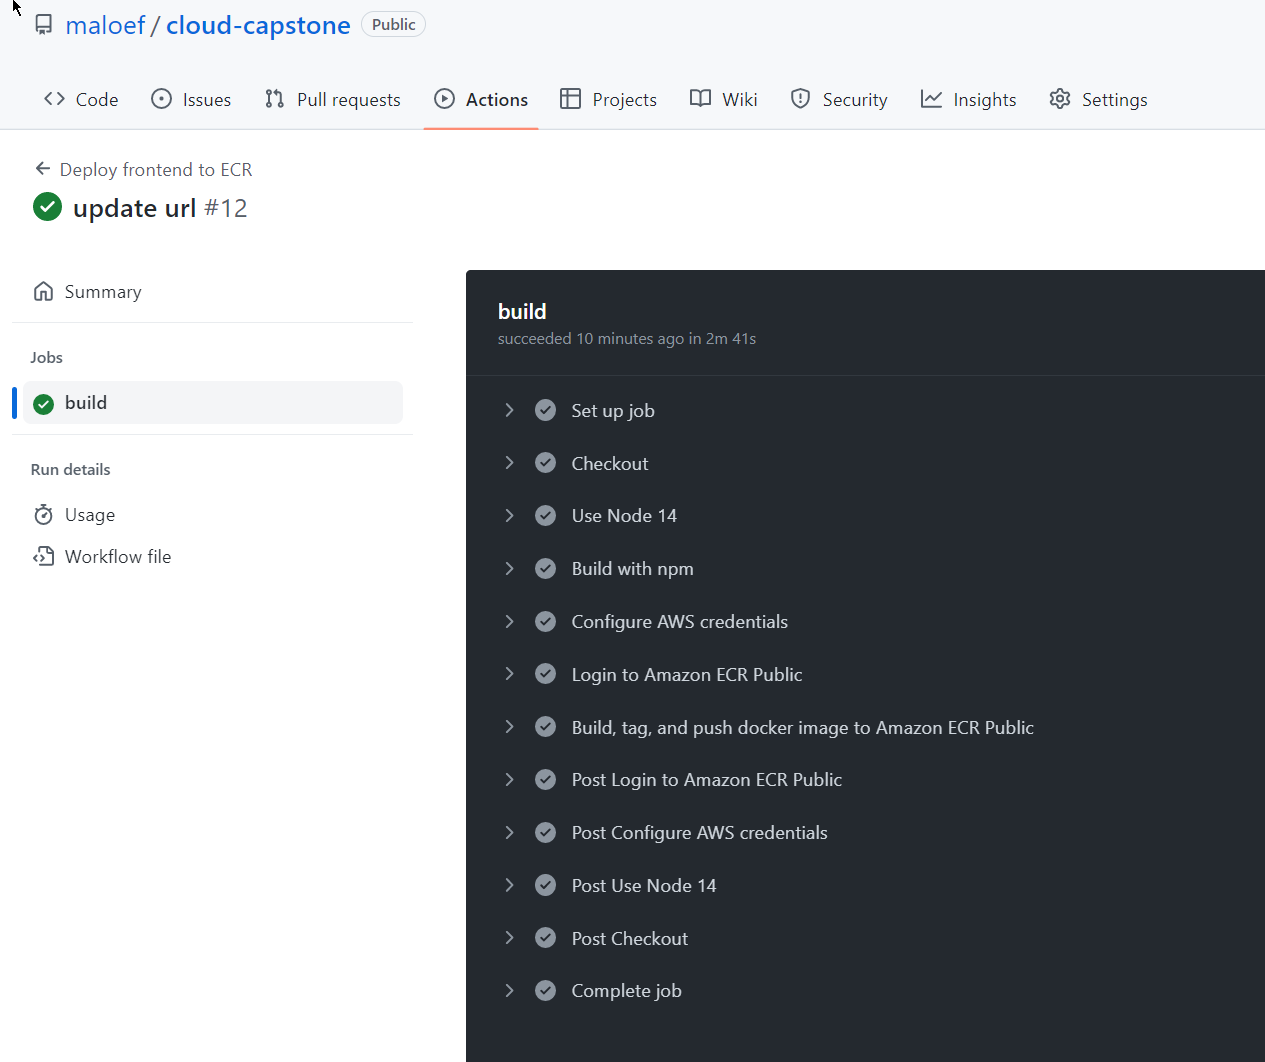 maloef / cloud-capstone Public
Code Issues Pull requests Actions Projects Wiki Security Insights Settings
Deploy frontend to ECR
update url #12
Summary
Jobs
build
Run details
Usage
Workflow file
build
succeeded 10 minutes ago in 2m 41s
Set up job
Checkout
Use Node 14
Build with npm
Configure AWS credentials
Login to Amazon ECR Public
Build, tag, and push docker image to Amazon ECR Public
Post Login to Amazon ECR Public
Post Configure AWS credentials
Post Use Node 14
Post Checkout
Complete job